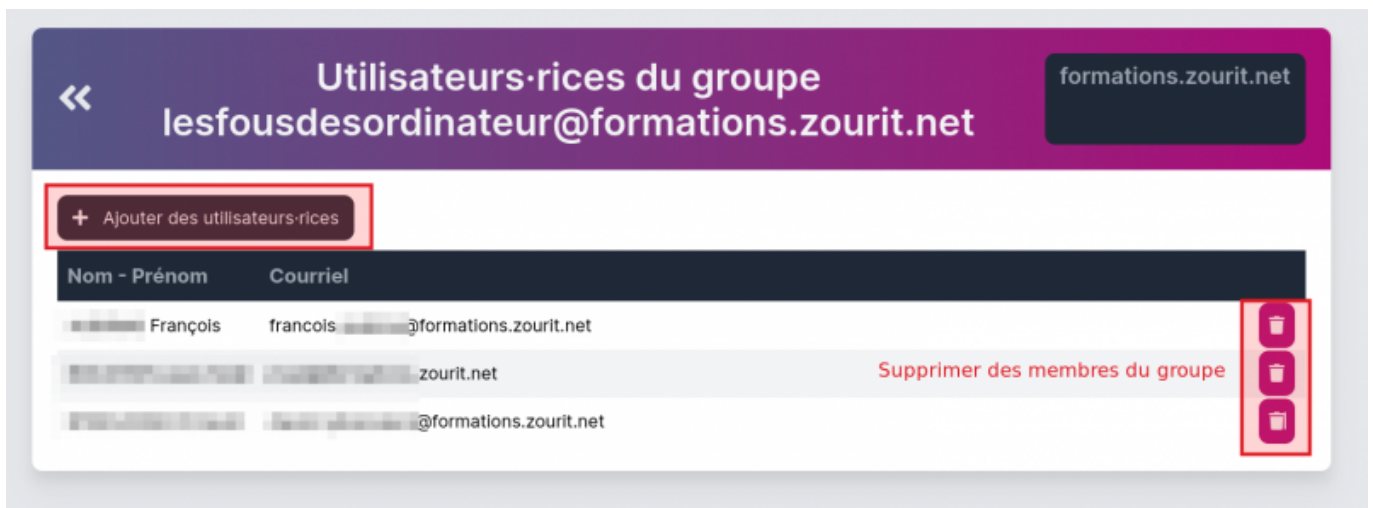 Utilisateurs·rices du groupe
lesfousdesordinateur@formations.zourit.net
formations.zourit.net
+ Ajouter des utilisateurs·rices
Nom - Prénom Courriel
François francois @formations.zourit.net
zourit.net
Supprimer des membres du groupe
@formations.zourit.net